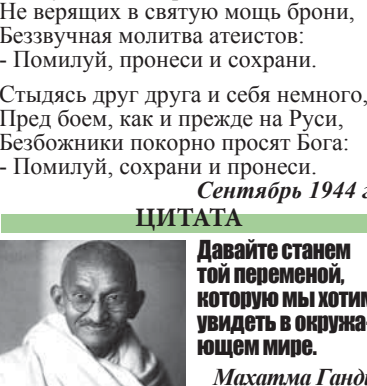 Не верящих в святую мощь брони,
Беззвучная молитва атеистов:
- Помилуй, пронеси и сохрани.
Стыдясь друг друга и себя немного,
Пред боем, как и прежде на Руси,
Безбожники покорно просят Бога:
- Помилуй, сохрани и пронеси.
Сентябрь 1944 г
ЦИТАТА
Давайте станем
той переменой,
которую мы хотим
увидеть в окружа-
ющем мире.
Махатма Ганди